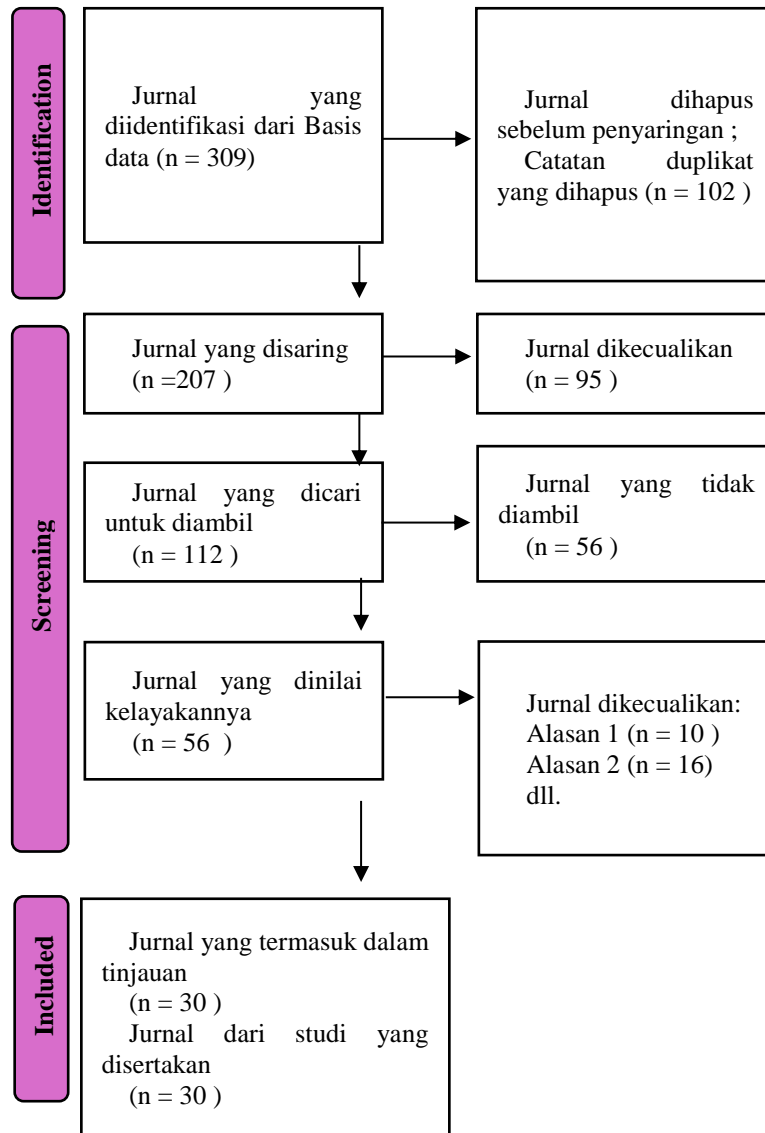 Identification
Jurnal yang
diidentifikasi dari Basis
data (n = 309)
Jurnal dihapus
sebelum penyaringan ;
Catatan duplikat
yang dihapus (n = 102 )
Screening
Jurnal yang disaring
(n =207 )
Jurnal dikecualikan
(n = 95 )
Jurnal yang dicari
untuk diambil
(n = 112 )
Jurnal yang tidak
diambil
(n = 56 )
Jurnal yang dinilai
kelayakannya
(n = 56 )
Jurnal dikecualikan:
Alasan 1 (n = 10 )
Alasan 2 (n = 16)
dll.
Included
Jurnal yang termasuk dalam
tinjauan
(n = 30 )
Jurnal dari studi yang
disertakan
(n = 30 )